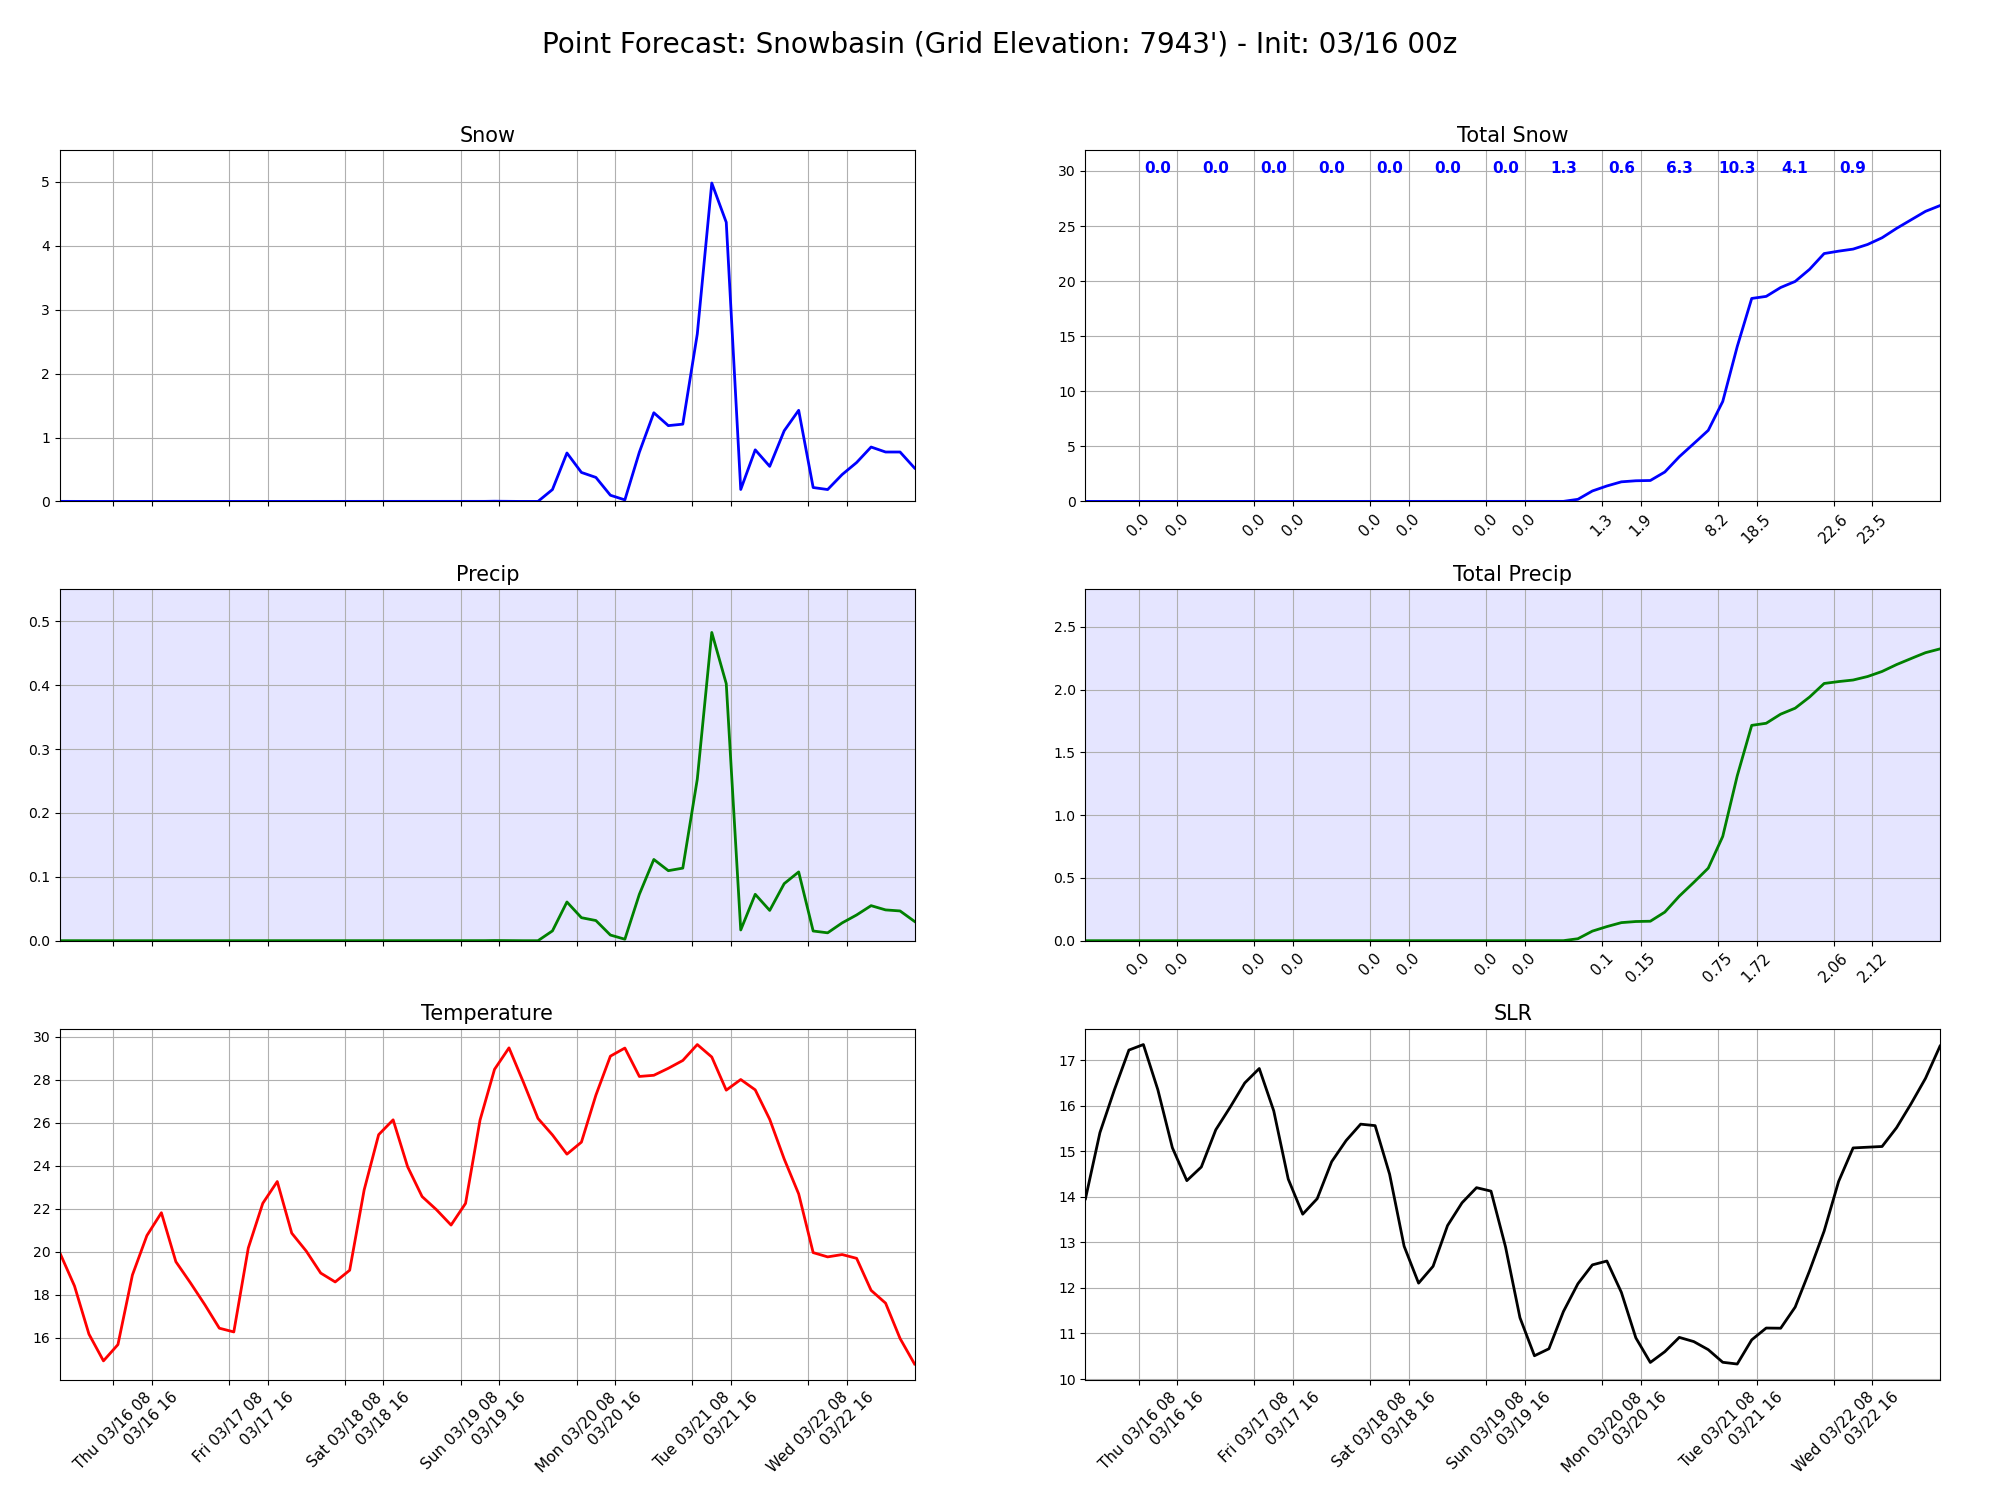 Point Forecast: Snowbasin (Grid Elevation: 7943') - Init: 03/16 00z
Snow
5
4
3
2
1
0
Total Snow
0.0 0.0 0.0 0.0 0.0 0.0 0.0 1.3 0.6 6.3 10.3 4.1 0.9
30
25
20
15
10
5
0
0.0 0.0 0.0 0.0 0.0 0.0 0.0 0.0 1.3 1.9 8.2 18.5 22.6 23.5
Precip
0.5
0.4
0.3
0.2
0.1
0.0
Total Precip
2.5
2.0
1.5
1.0
0.5
0.0
0.0 0.0 0.0 0.0 0.0 0.0 0.0 0.0 0.1 0.15 0.75 1.72 2.06 2.12
Temperature
30
28
26
24
22
20
18
16
Thu 03/16 08
03/16 16
Fri 03/17 08
03/17 16
Sat 03/18 08
03/18 16
Sun 03/19 08
03/19 16
Mon 03/20 08
03/20 16
Tue 03/21 08
03/21 16
Wed 03/22 08
03/22 16
SLR
17
16
15
14
13
12
11
10
Thu 03/16 08
03/16 16
Fri 03/17 08
03/17 16
Sat 03/18 08
03/18 16
Sun 03/19 08
03/19 16
Mon 03/20 08
03/20 16
Tue 03/21 08
03/21 16
Wed 03/22 08
03/22 16